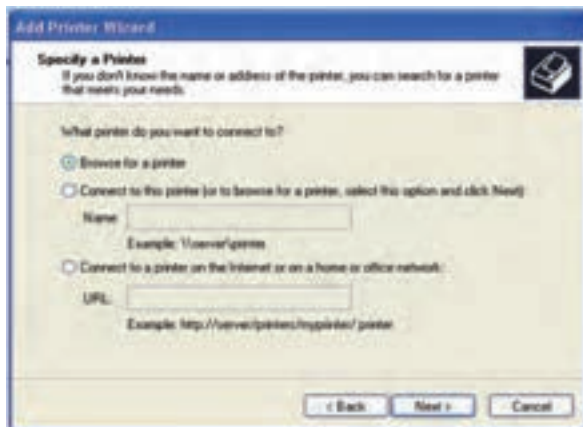 Add Printer Wizard
Specify a Printer
If you don't know the name or address of the printer, you can search for a printer
that meets your needs.
What printer do you want to connect to?
Browse for a printer
Connect to this printer (or to browse for a printer, select this option and click Next):
Name:
Example: \\server\printer
Connect to a printer on the Internet or on a home or office network:
URL:
Example: http://server/printers/myprinter/.printer
< Back
Next >
Cancel